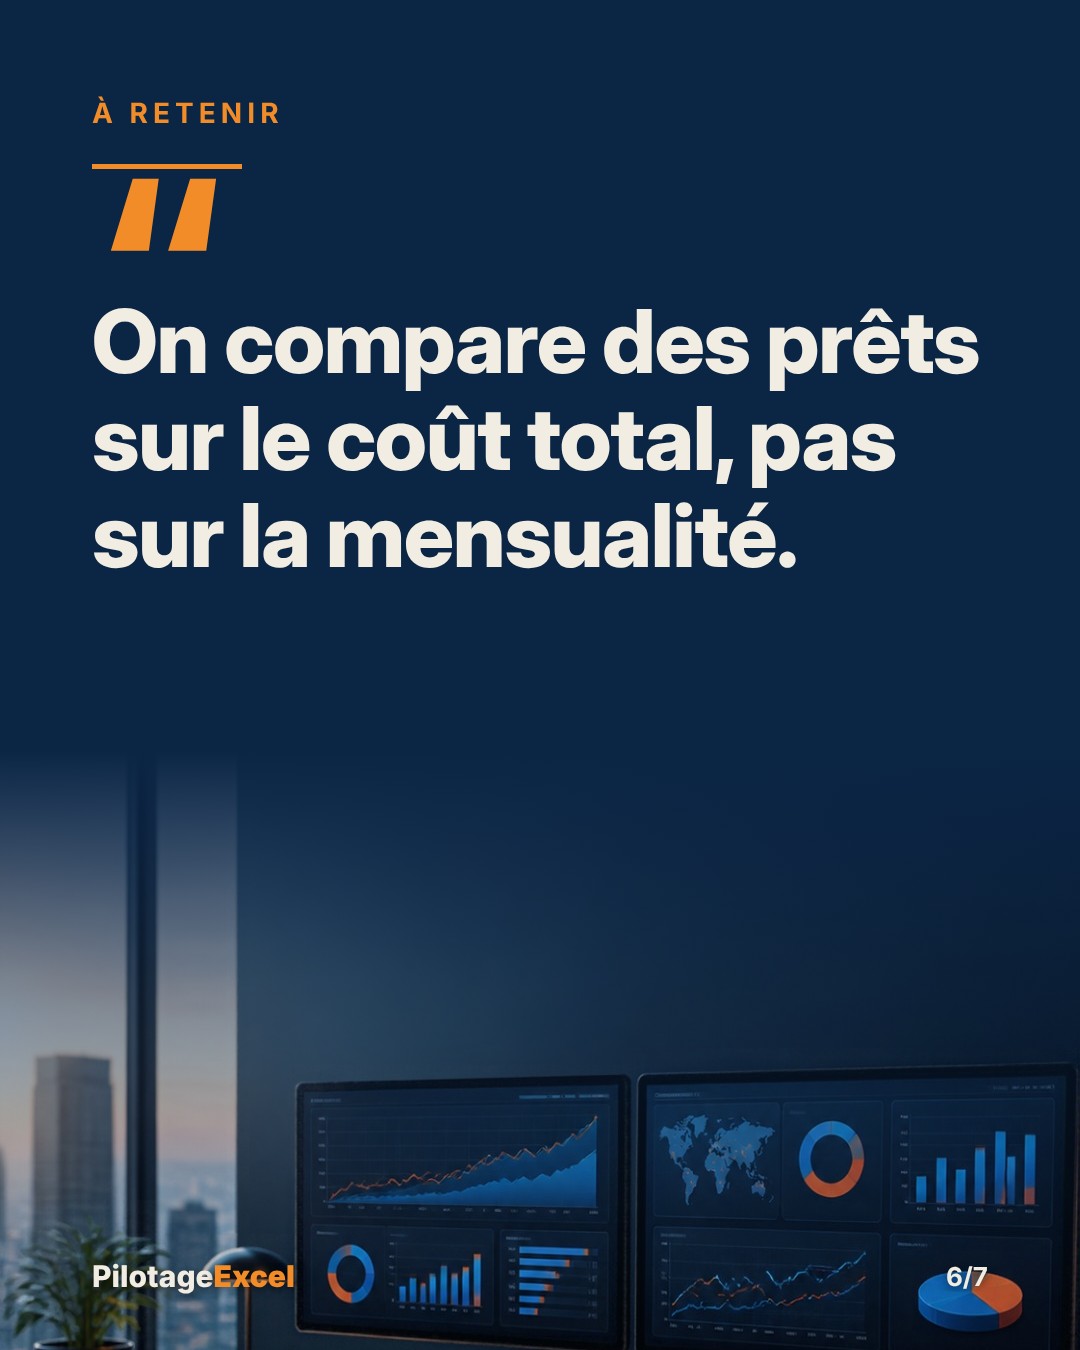 À RETENIR
"
On compare des prêts
sur le coût total, pas
sur la mensualité.
PilotageExcel
6/7